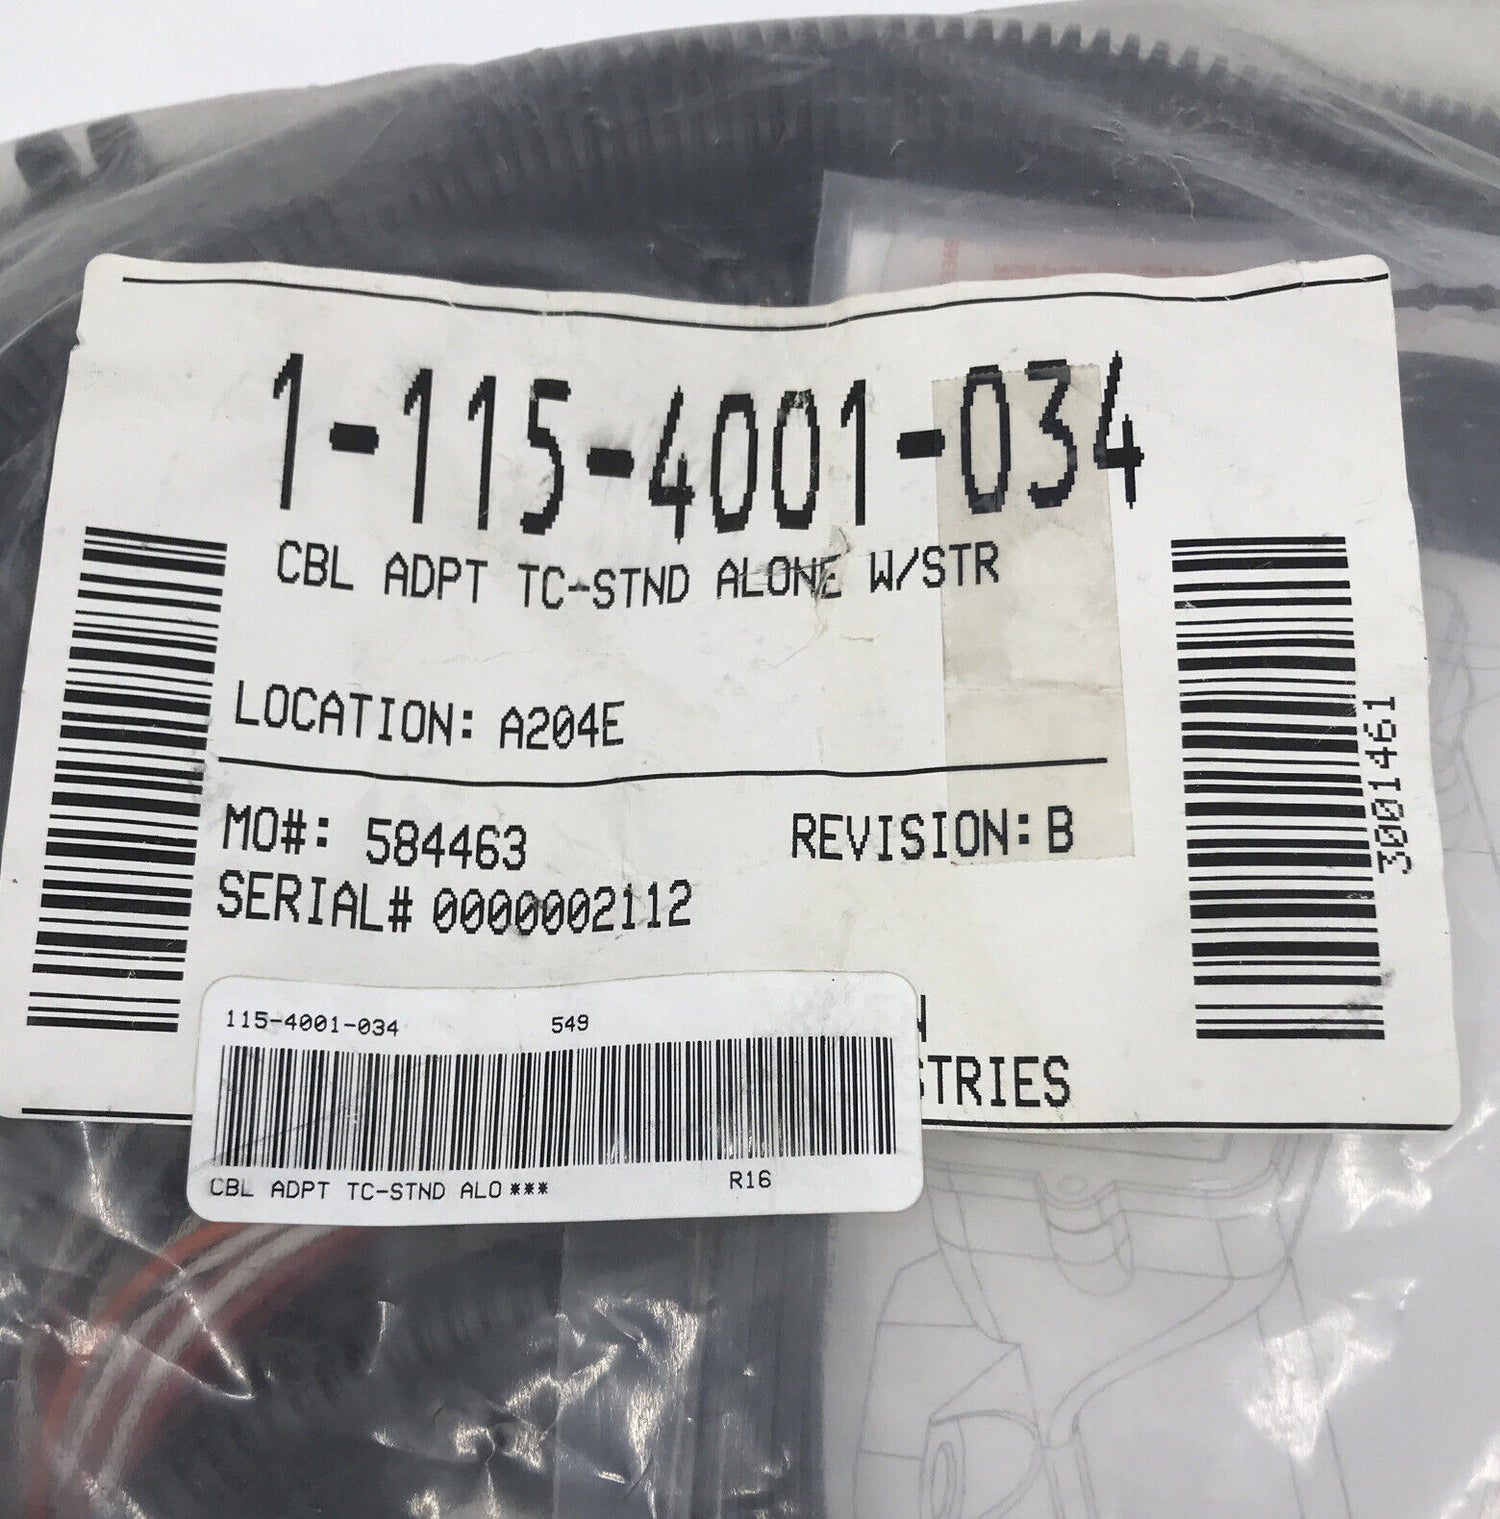 1-115-4001-034
CBL ADPT TC-STND ALONE W/STR
LOCATION: A204E
MO#: 584463 REVISION: B
SERIAL# 0000002112
3001461
115-4001-034 549
CBL ADPT TC-STND ALO*** R16